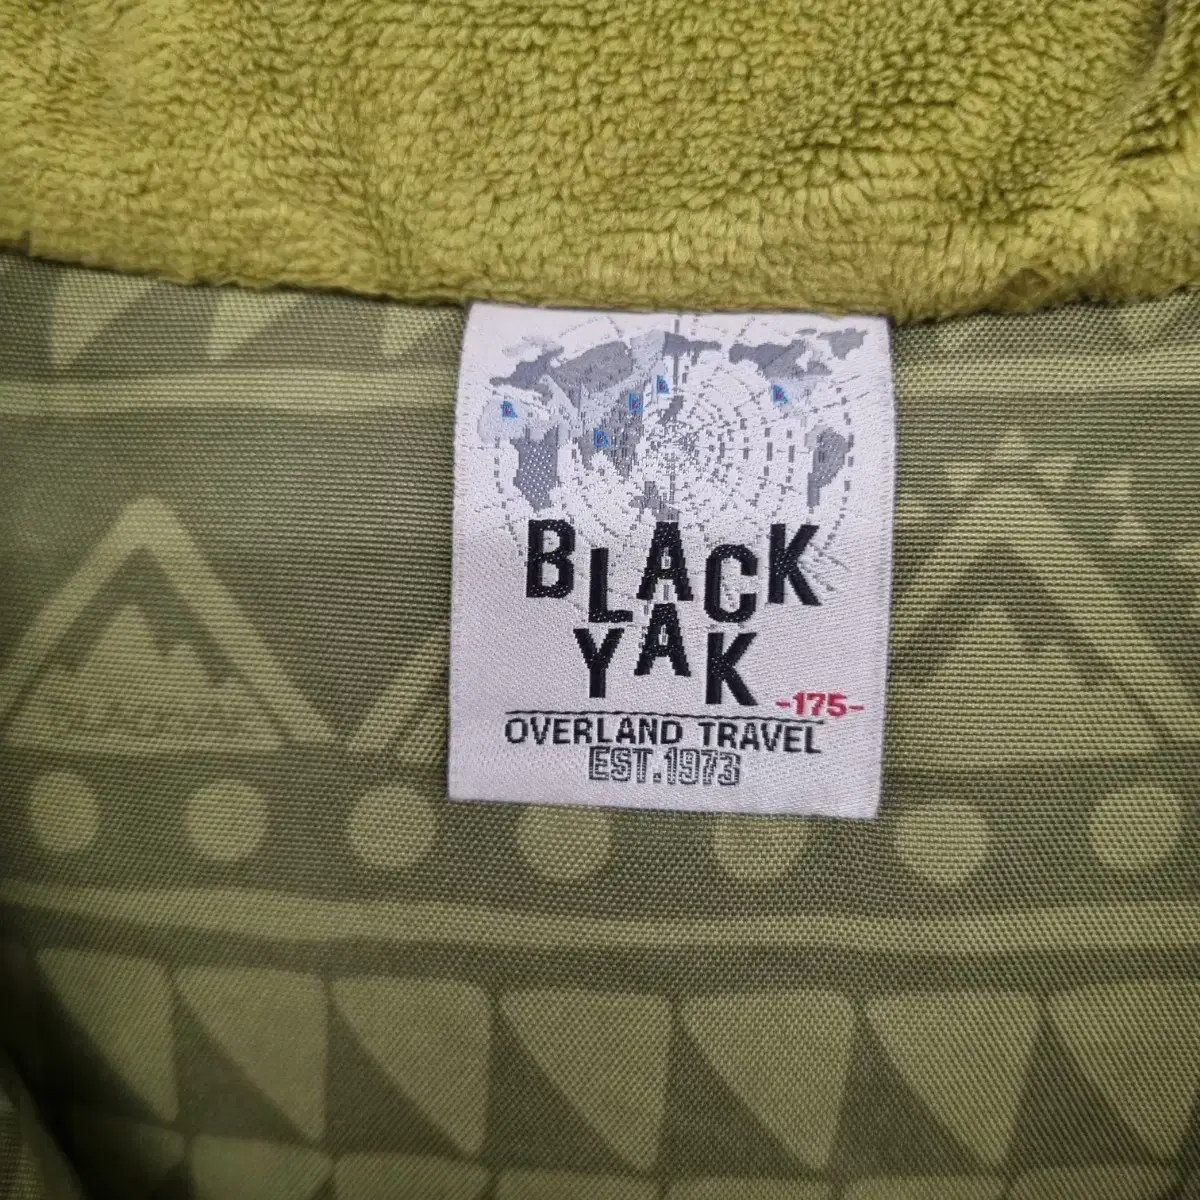 BLACK
YAK
-175-
OVERLAND TRAVEL
EST.1973